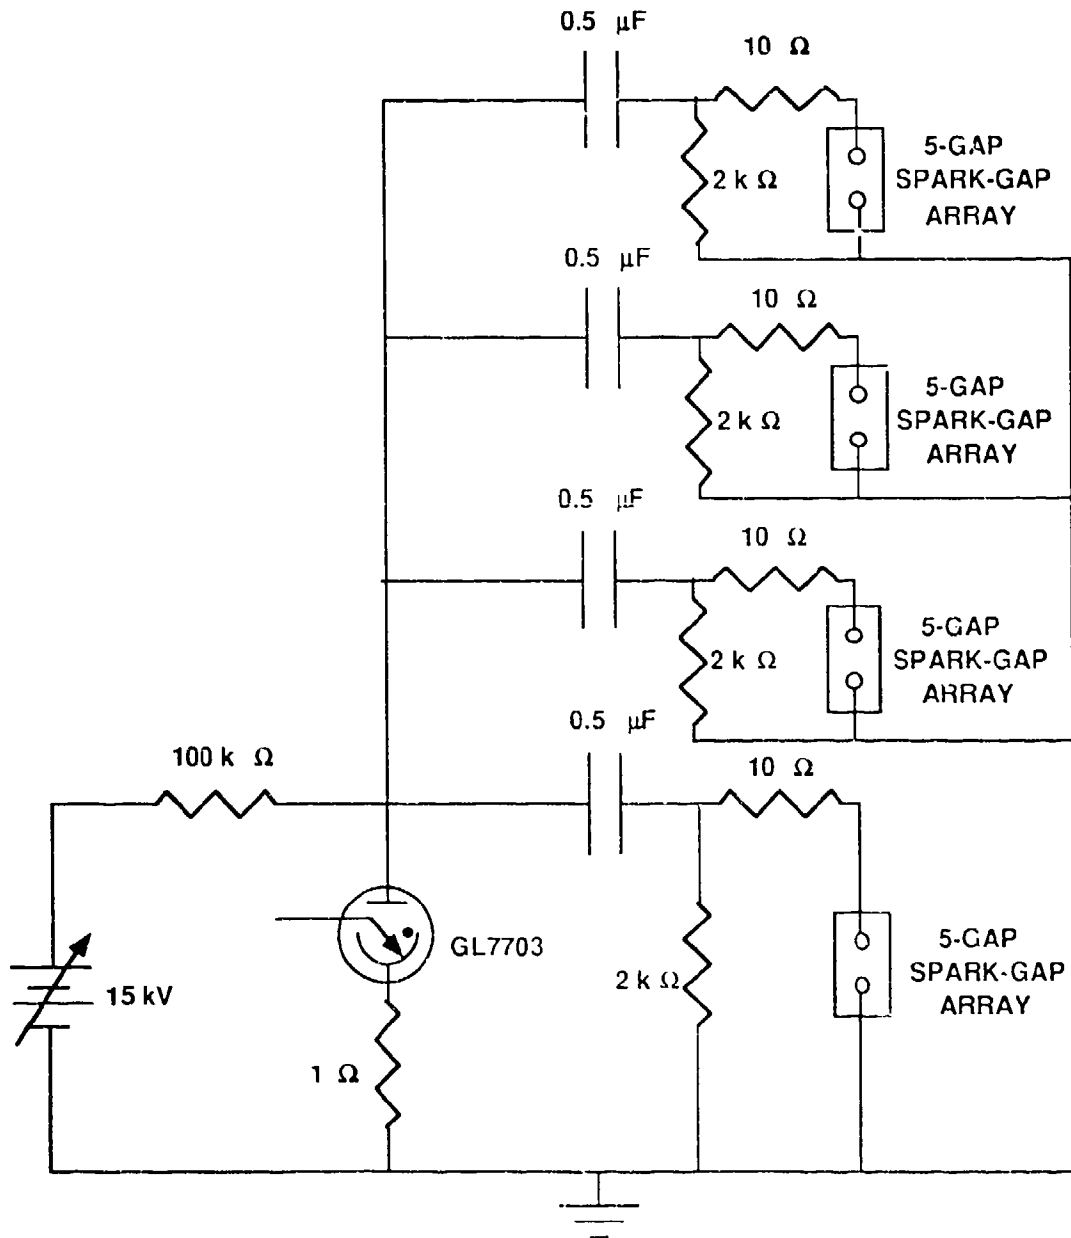 0.5 μF
10 Ω
2 k Ω
5-GAP
SPARK-GAP
ARRAY
0.5 μF
10 Ω
2 k Ω
5-GAP
SPARK-GAP
ARRAY
0.5 μF
10 Ω
2 k Ω
5-GAP
SPARK-GAP
ARRAY
0.5 μF
100 k Ω
10 Ω
GL7703
15 kV
2 k Ω
5-GAP
SPARK-GAP
ARRAY
1 Ω